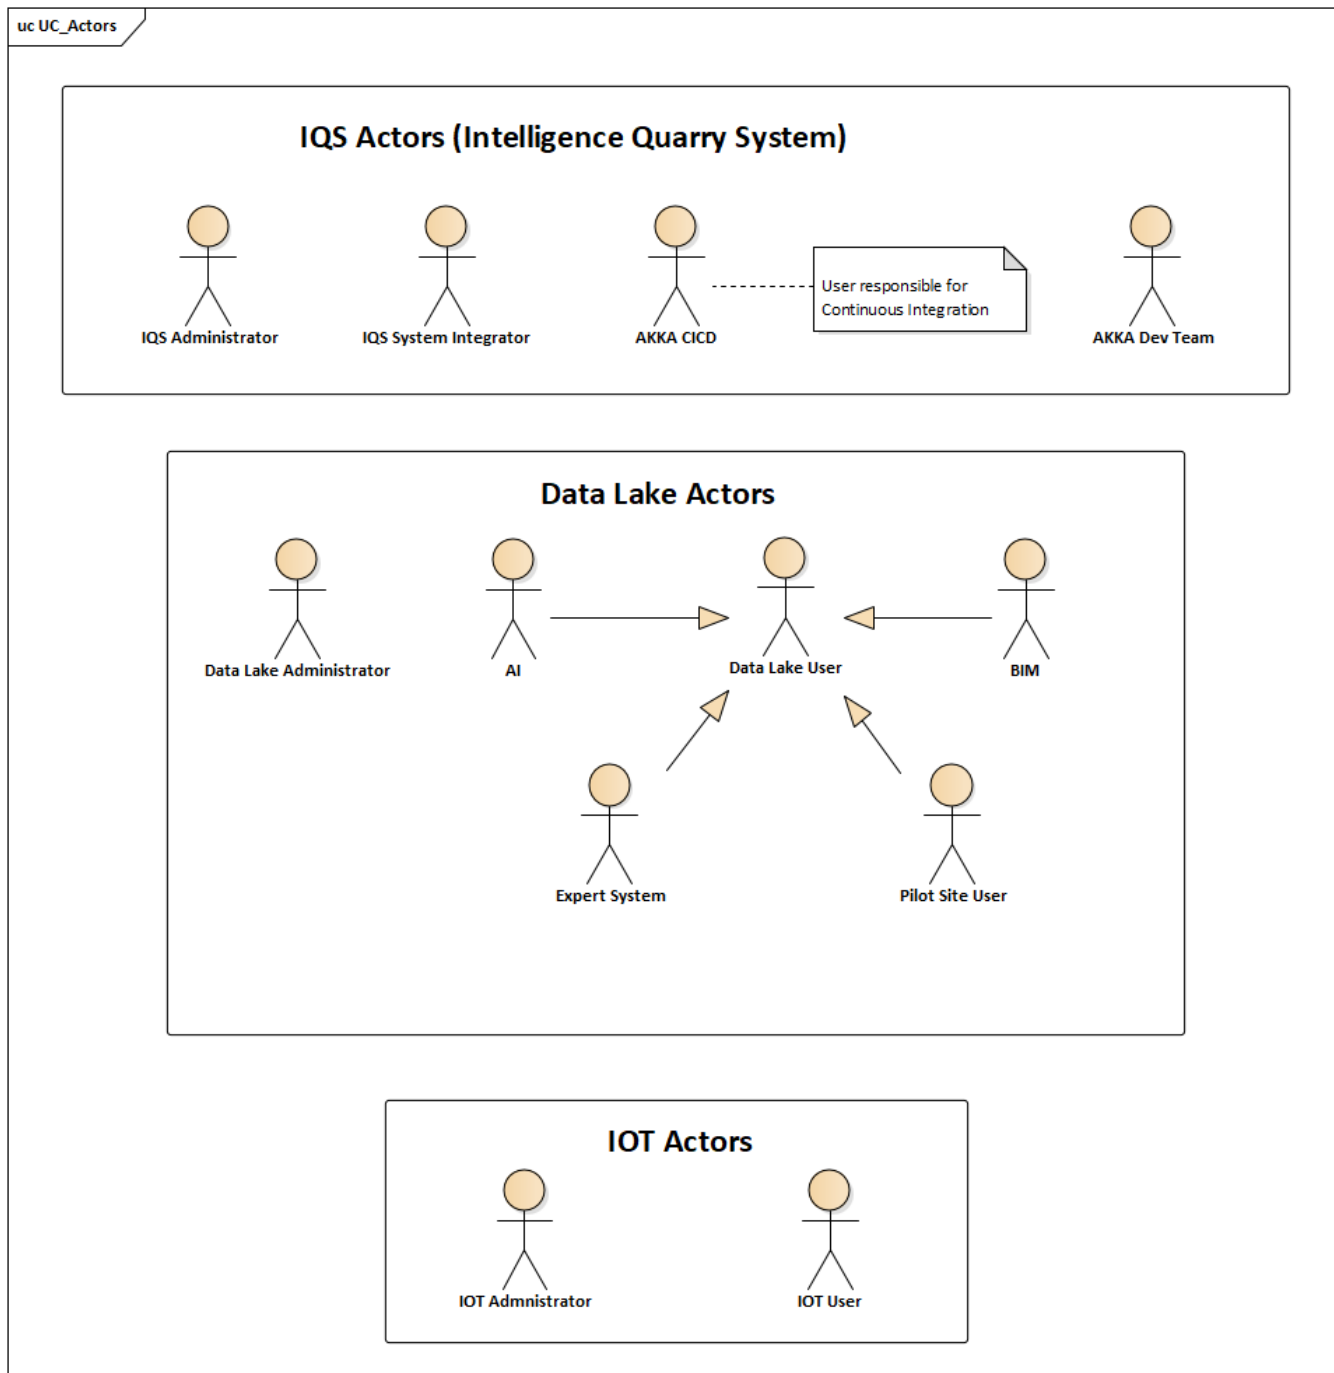 uc UC_Actors
IQS Actors (Intelligence Quarry System)
IQS Administrator
IQS System Integrator
AKKA CICD
User responsible for
Continuous Integration
AKKA Dev Team
Data Lake Actors
Data Lake Administrator
AI
Data Lake User
BIM
Expert System
Pilot Site User
IOT Actors
IOT Admnistrator
IOT User